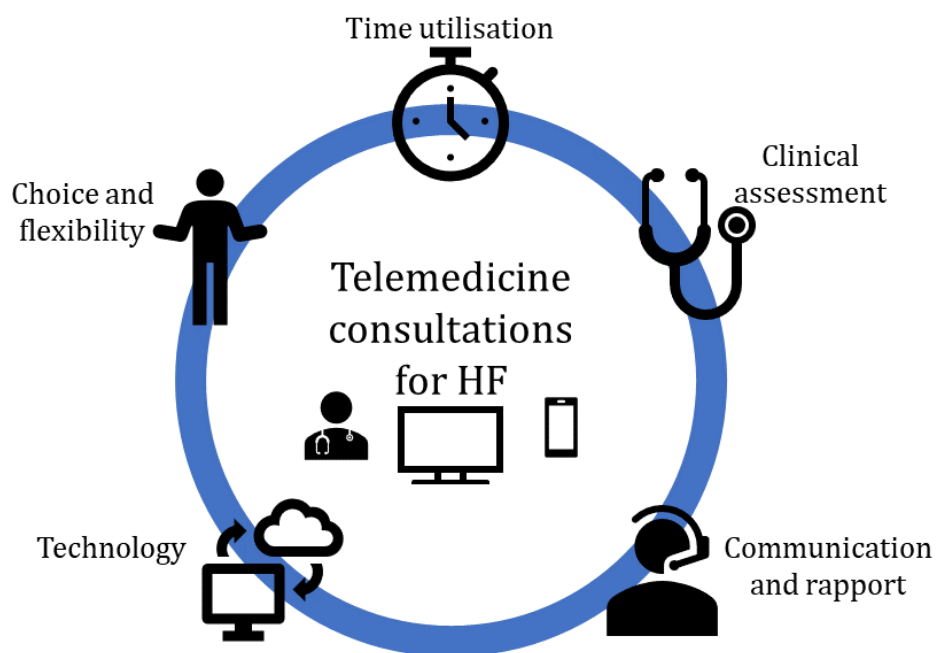 Time utilisation
Clinical
assessment
Choice and
flexibility
Telemedicine
consultations
for HF
Technology
Communication
and rapport